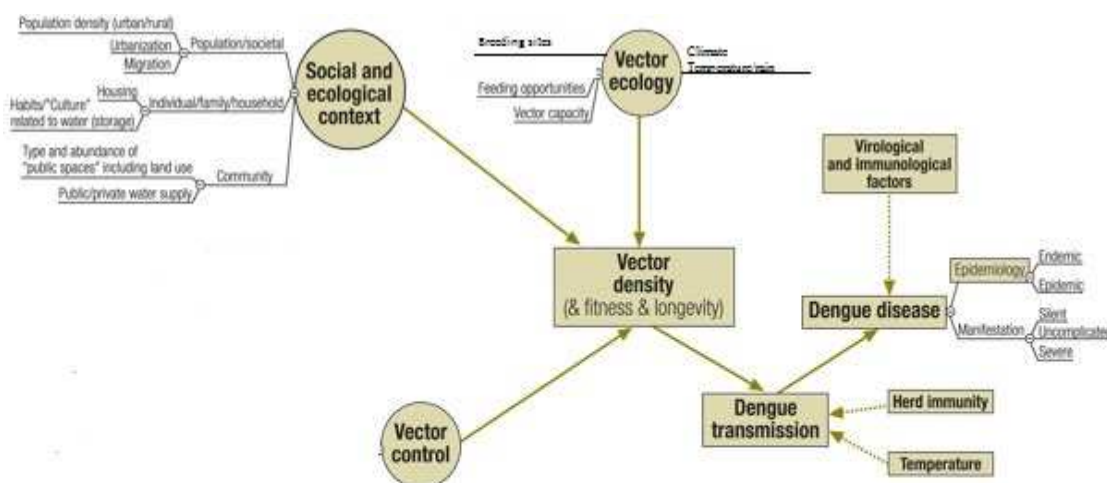 Population density (urban/rural)
Urbanization
Migration
Population/societal
Housing
Habits/"Culture"
related to water (storage)
Individual/family/household
Type and abundance of
"public spaces" including land use
Public/private water supply
Community
Social and
ecological
context
Breeding sites
Feeding opportunities
Vector capacity
Vector
ecology
Climate
Temperature/rain
Virological
and immunological
factors
Vector
density
(& fitness & longevity)
Dengue disease
Epidemiology
Endemic
Epidemic
Manifestation
Silent
Uncomplicated
Severe
Vector
control
Dengue
transmission
Herd immunity
Temperature